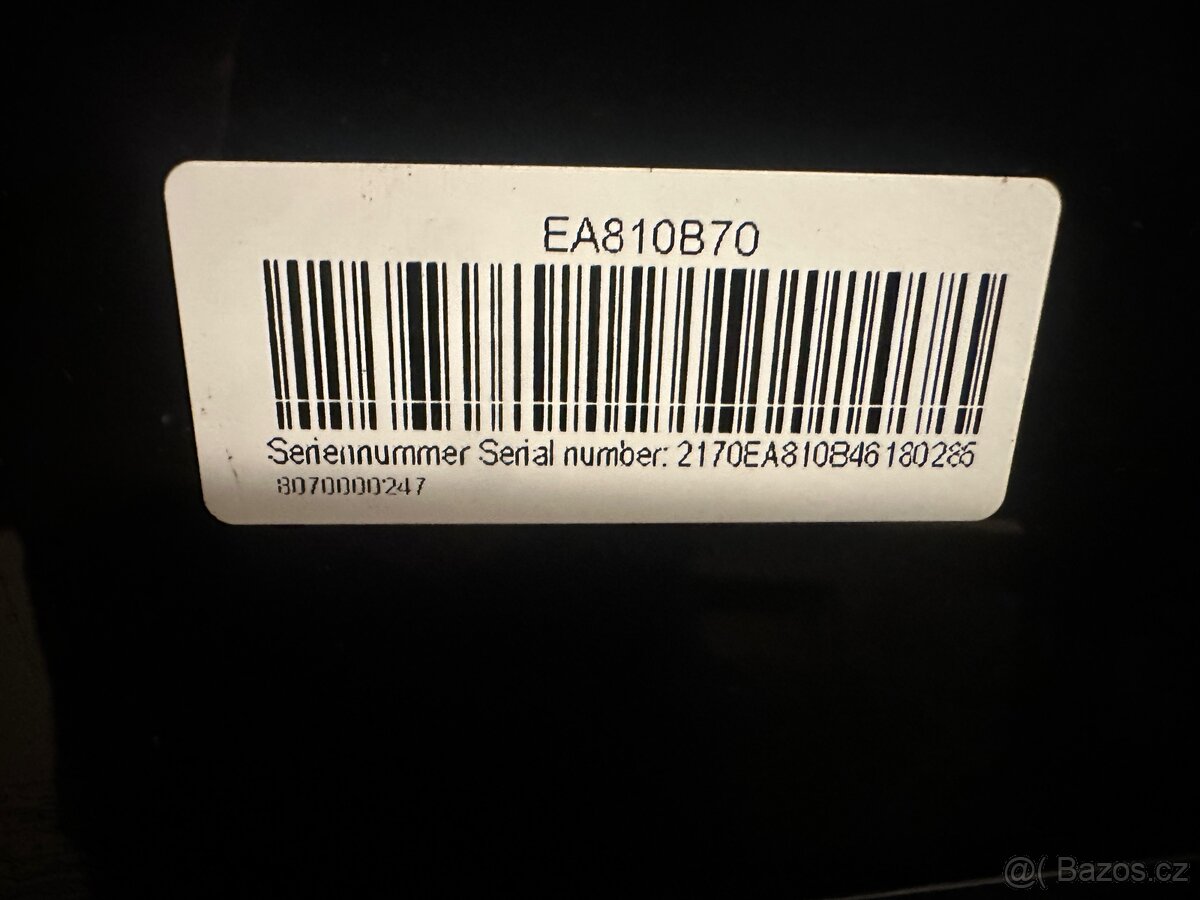 EA810B70
Seriennummer Serial number: 2170EA810B46180286
8070000247
@( Bazos.cz